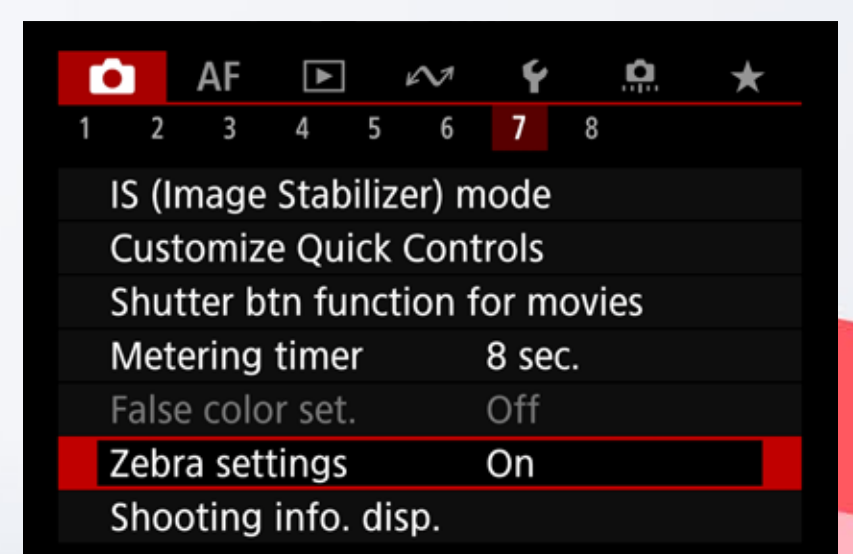 AF
1 2 3 4 5 6 7 8
IS (Image Stabilizer) mode
Customize Quick Controls
Shutter btn function for movies
Metering timer 8 sec.
False color set. Off
Zebra settings On
Shooting info. disp.